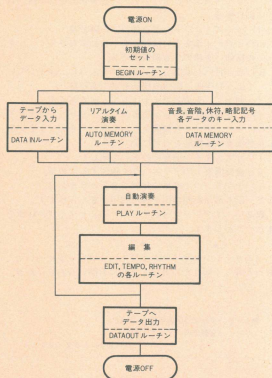 電源ON
初期値の
セット
BEGIN ルーチン
テープから
データ入力
DATA INルーチン
リアルタイム
演奏
AUTO MEMORY
ルーチン
音長,音階,休符,略記記号
各データのキー入力
DATA MEMORY
ルーチン
自動演奏
PLAY ルーチン
編 集
EDIT, TEMPO, RHYTHM
の各ルーチン
テープへ
データ出力
DATAOUT ルーチン
電源OFF